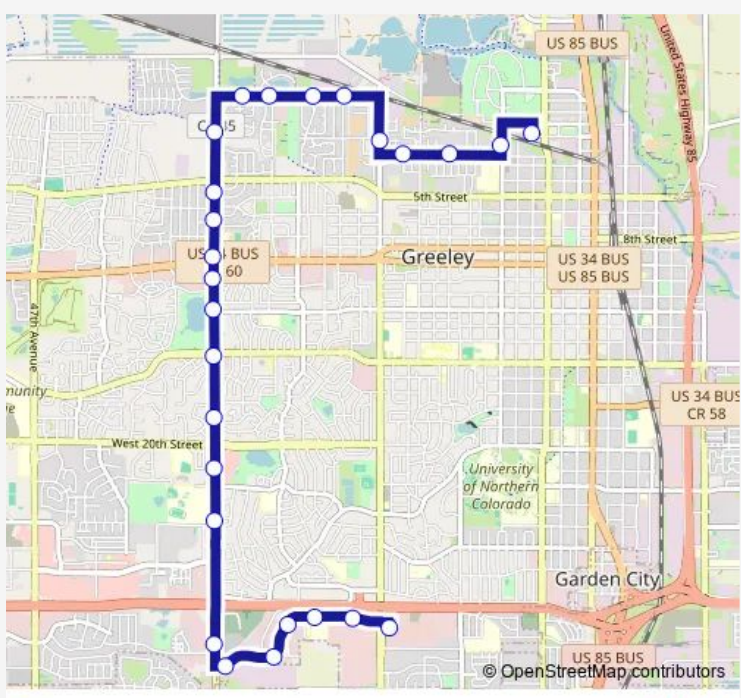 US 85 BUS
United States Highway 85
5th Street
8th Street
Greeley
60
US 34 BUS
US 85 BUS
47th Avenue
US 34 BUS
CR 58
West 20th Street
University
of Northern
Colorado
Garden City
US 85 BUS
© OpenStreetMap contributors